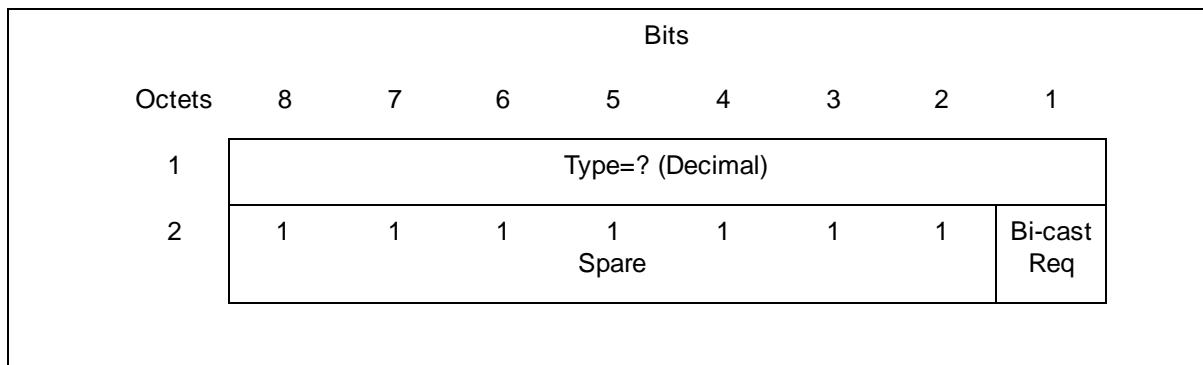 Bits
Octets 8 7 6 5 4 3 2 1
1 Type=? (Decimal)
2 1 1 1 1 1 1 1 Bi-cast
Spare Req